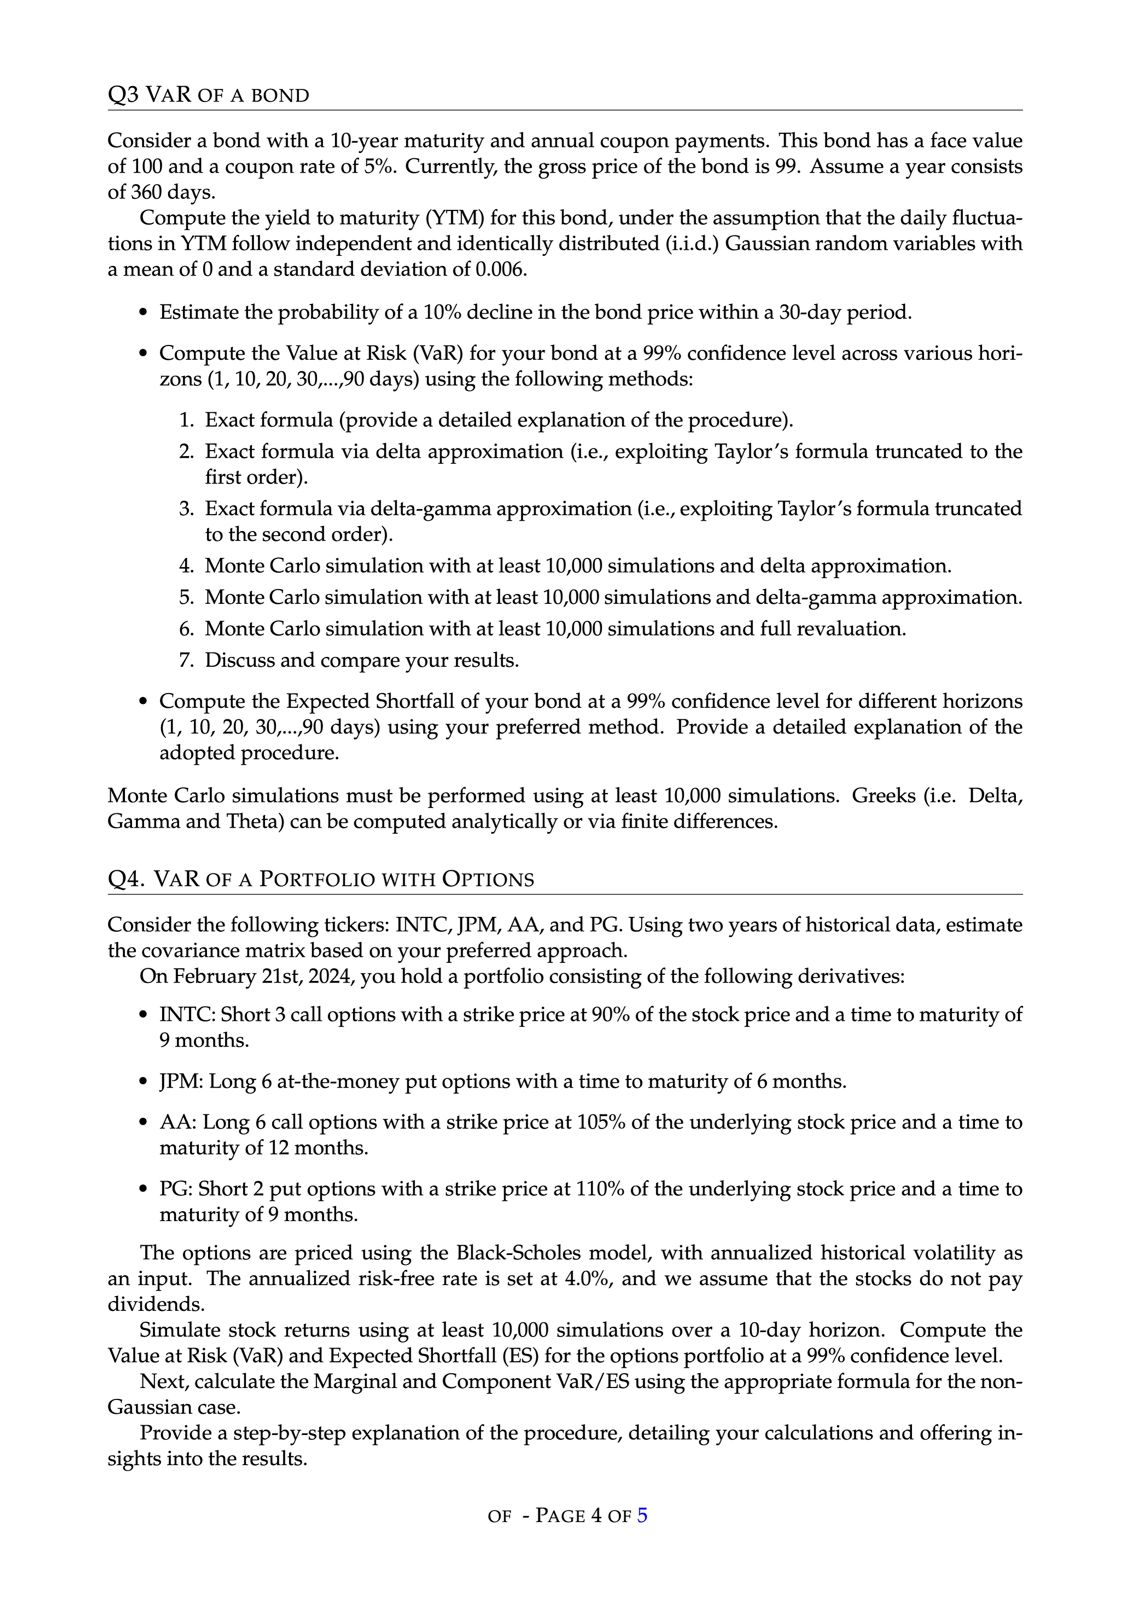 Q3 VAR OF A BOND
Consider a bond with a 10-year maturity and annual coupon payments. This bond has a face value
of 100 and a coupon rate of 5%. Currently, the gross price of the bond is 99. Assume a year consists
of 360 days.
Compute the yield to maturity (YTM) for this bond, under the assumption that the daily fluctua-
tions in YTM follow independent and identically distributed (i.i.d.) Gaussian random variables with
a mean of 0 and a standard deviation of 0.006.
• Estimate the probability of a 10% decline in the bond price within a 30-day period.
• Compute the Value at Risk (VaR) for your bond at a 99% confidence level across various hori-
zons (1, 10, 20, 30,...,90 days) using the following methods:
1. Exact formula (provide a detailed explanation of the procedure).
2. Exact formula via delta approximation (i.e., exploiting Taylor's formula truncated to the
first order).
3. Exact formula via delta-gamma approximation (i.e., exploiting Taylor's formula truncated
to the second order).
4. Monte Carlo simulation with at least 10,000 simulations and delta approximation.
5. Monte Carlo simulation with at least 10,000 simulations and delta-gamma approximation.
6. Monte Carlo simulation with at least 10,000 simulations and full revaluation.
7. Discuss and compare your results.
• Compute the Expected Shortfall of your bond at a 99% confidence level for different horizons
(1, 10, 20, 30,...,90 days) using your preferred method. Provide a detailed explanation of the
adopted procedure.
Monte Carlo simulations must be performed using at least 10,000 simulations. Greeks (i.e. Delta,
Gamma and Theta) can be computed analytically or via finite differences.
Q4. VAR OF A PORTFOLIO WITH OPTIONS
Consider the following tickers: INTC, JPM, AA, and PG. Using two years of historical data, estimate
the covariance matrix based on your preferred approach.
On February 21st, 2024, you hold a portfolio consisting of the following derivatives:
• INTC: Short 3 call options with a strike price at 90% of the stock price and a time to maturity of
9 months.
• JPM: Long 6 at-the-money put options with a time to maturity of 6 months.
• AA: Long 6 call options with a strike price at 105% of the underlying stock price and a time to
maturity of 12 months.
• PG: Short 2 put options with a strike price at 110% of the underlying stock price and a time to
maturity of 9 months.
The options are priced using the Black-Scholes model, with annualized historical volatility as
an input. The annualized risk-free rate is set at 4.0%, and we assume that the stocks do not pay
dividends.
Simulate stock returns using at least 10,000 simulations over a 10-day horizon. Compute the
Value at Risk (VaR) and Expected Shortfall (ES) for the options portfolio at a 99% confidence level.
Next, calculate the Marginal and Component VaR/ES using the appropriate formula for the non-
Gaussian case.
Provide a step-by-step explanation of the procedure, detailing your calculations and offering in-
sights into the results.
OF - PAGE 4 OF 5